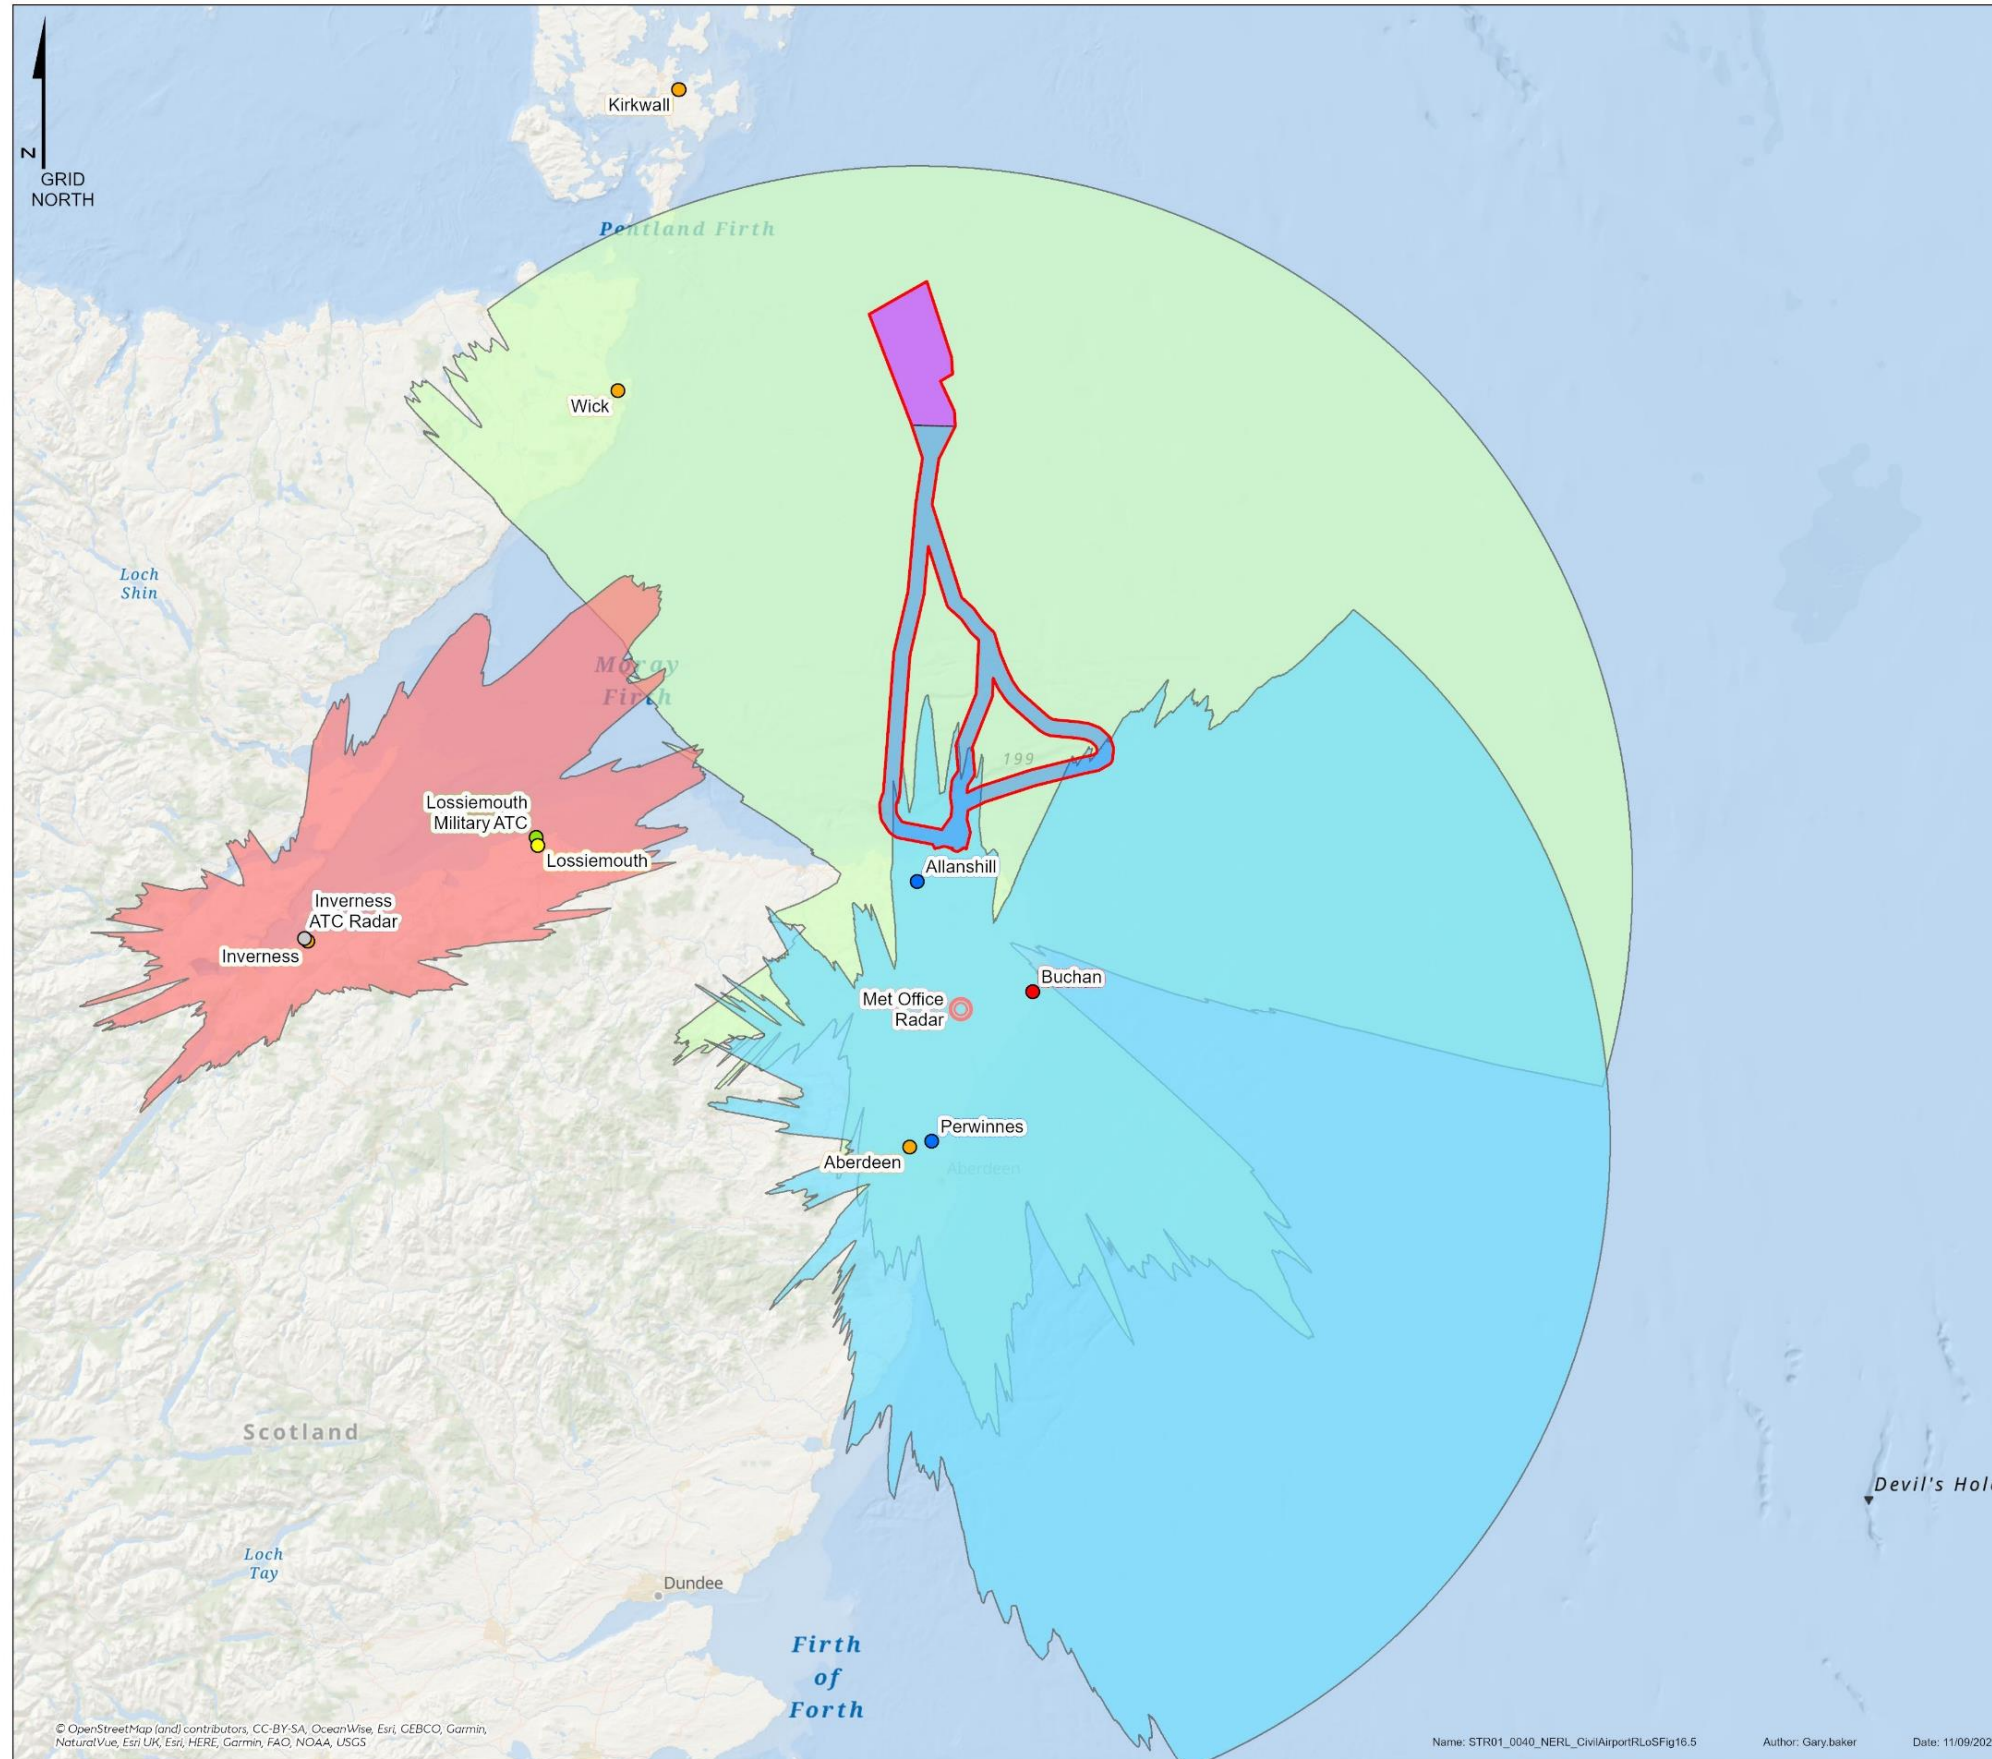 Kirkwall
N
GRID
NORTH
Pentland Firth
Wick
Loch
Shin
Moray
Firth
199
Lossiemouth
Military ATC
Lossiemouth
Allanshill
Inverness
ATC Radar
Inverness
Buchan
Met Office
Radar
Perwinnes
Aberdeen
Aberdeen
Scotland
Devil's Hol
Loch
Tay
Dundee
Firth
of
Forth
© OpenStreetMap (and) contributors, CC-BY-SA, OceanWise, Esri, GEBCO, Garmin,
NaturalVue, Esri UK, Esri, HERE, Garmin, FAO, NOAA, USGS
Name: STR01_0040_NERL_CivilAirportRLoSFig16.5
Author: Gary.baker
Date: 11/09/202